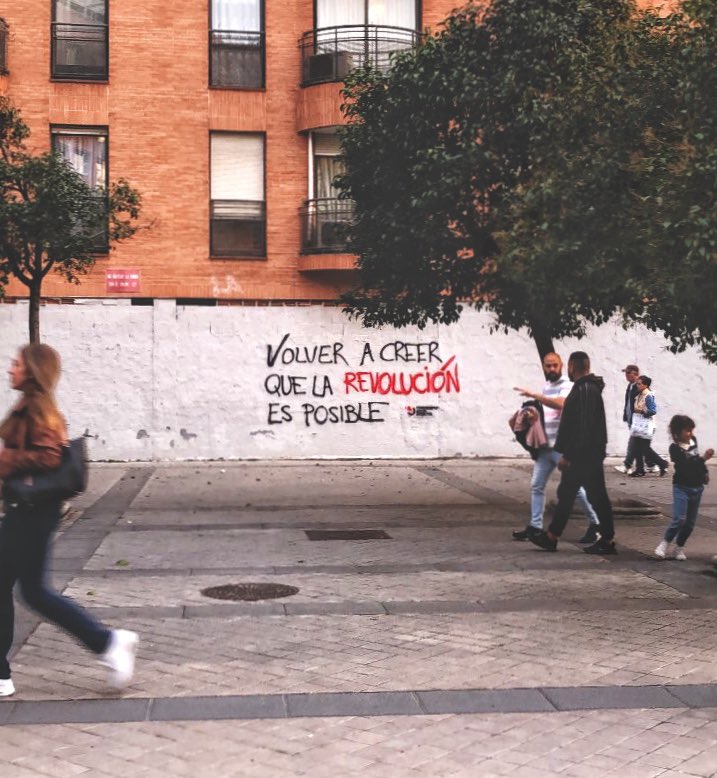 VOLVER A CREER
QUE LA REVOLUCIÓN
ES POSIBLE